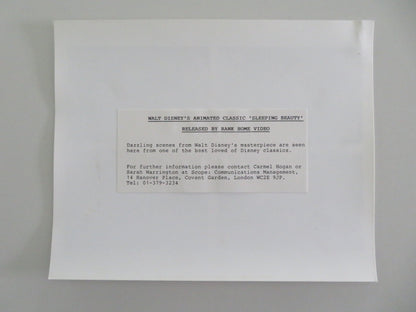 WALT DISNEY'S ANIMATED CLASSIC 'SLEEPING BEAUTY'
RELEASED BY RANK HOME VIDEO
Dazzling scenes from Walt Disney's masterpiece are seen
here from one of the best loved of Disney classics.
For further information please contact Carmel Hogan or
Sarah Warrington at Scope: Communications Management,
14 Hanover Place, Covent Garden, London WC2E 9JP.
Tel: 01-379-3234